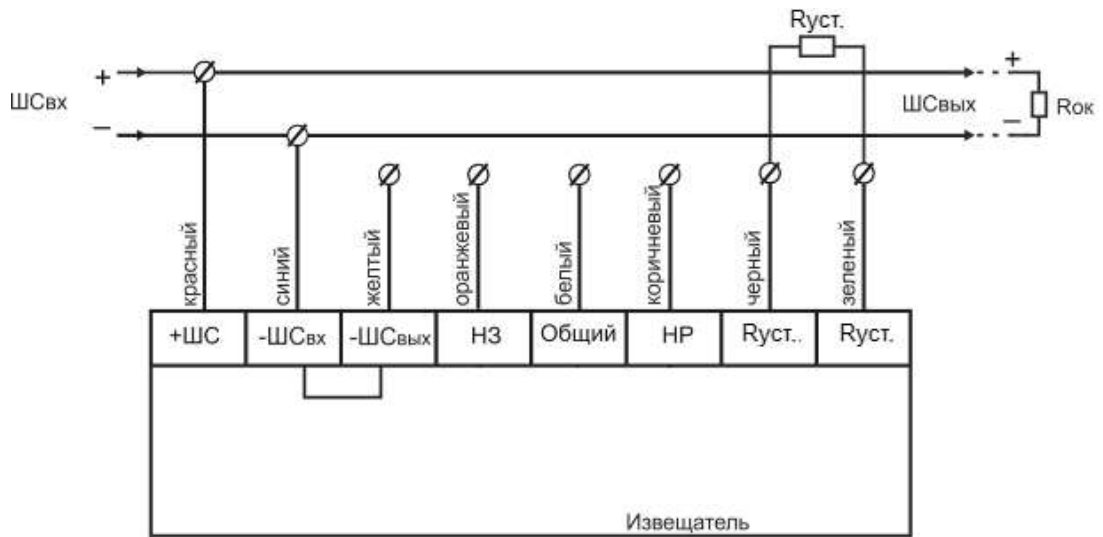 Rуст.
+
+
ШСвх
ШСвых
Rок
–
–
красный
синий
желтый
оранжевый
белый
коричневый
черный
зеленый
+ШС
-ШСвх
-ШСвых
НЗ
Общий
НР
Rуст..
Rуст.
Извещатель